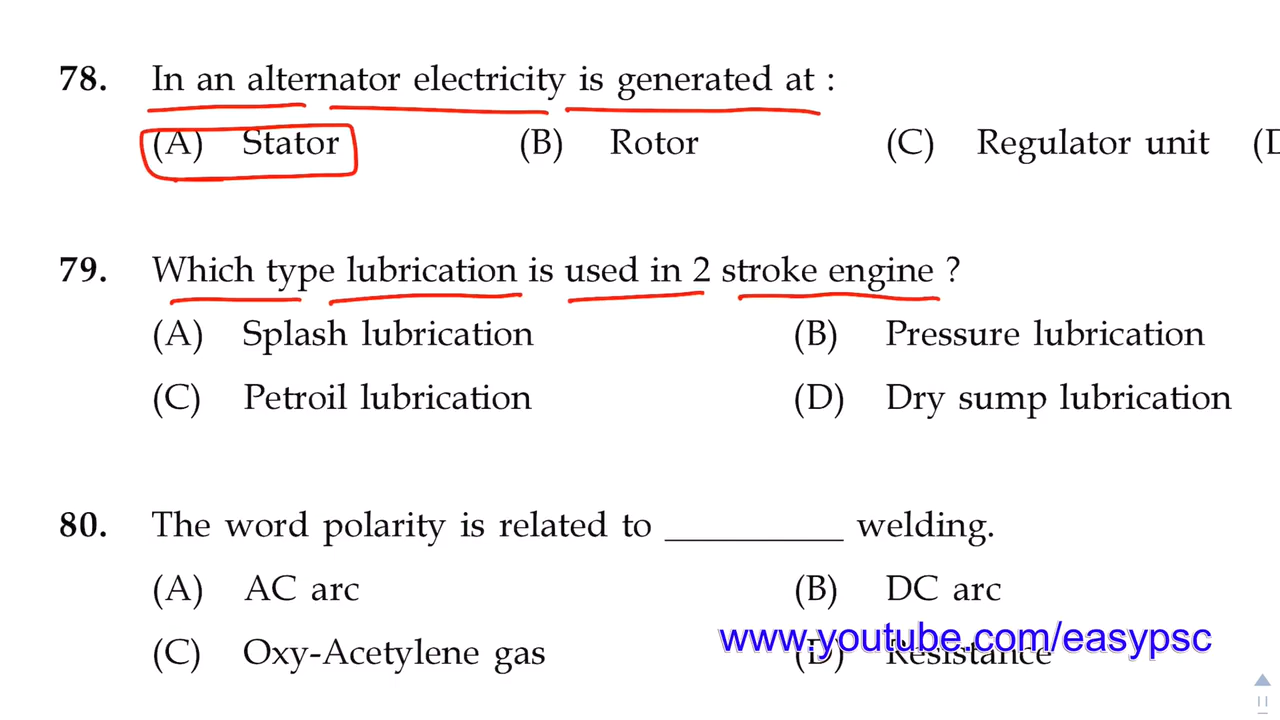 78. In an alternator electricity is generated at :
(A) Stator (B) Rotor (C) Regulator unit (D
79. Which type lubrication is used in 2 stroke engine ?
(A) Splash lubrication (B) Pressure lubrication
(C) Petroil lubrication (D) Dry sump lubrication
80. The word polarity is related to __________ welding.
(A) AC arc (B) DC arc
www.youtube.com/easypsc
(C) Oxy-Acetylene gas (D) Resistance